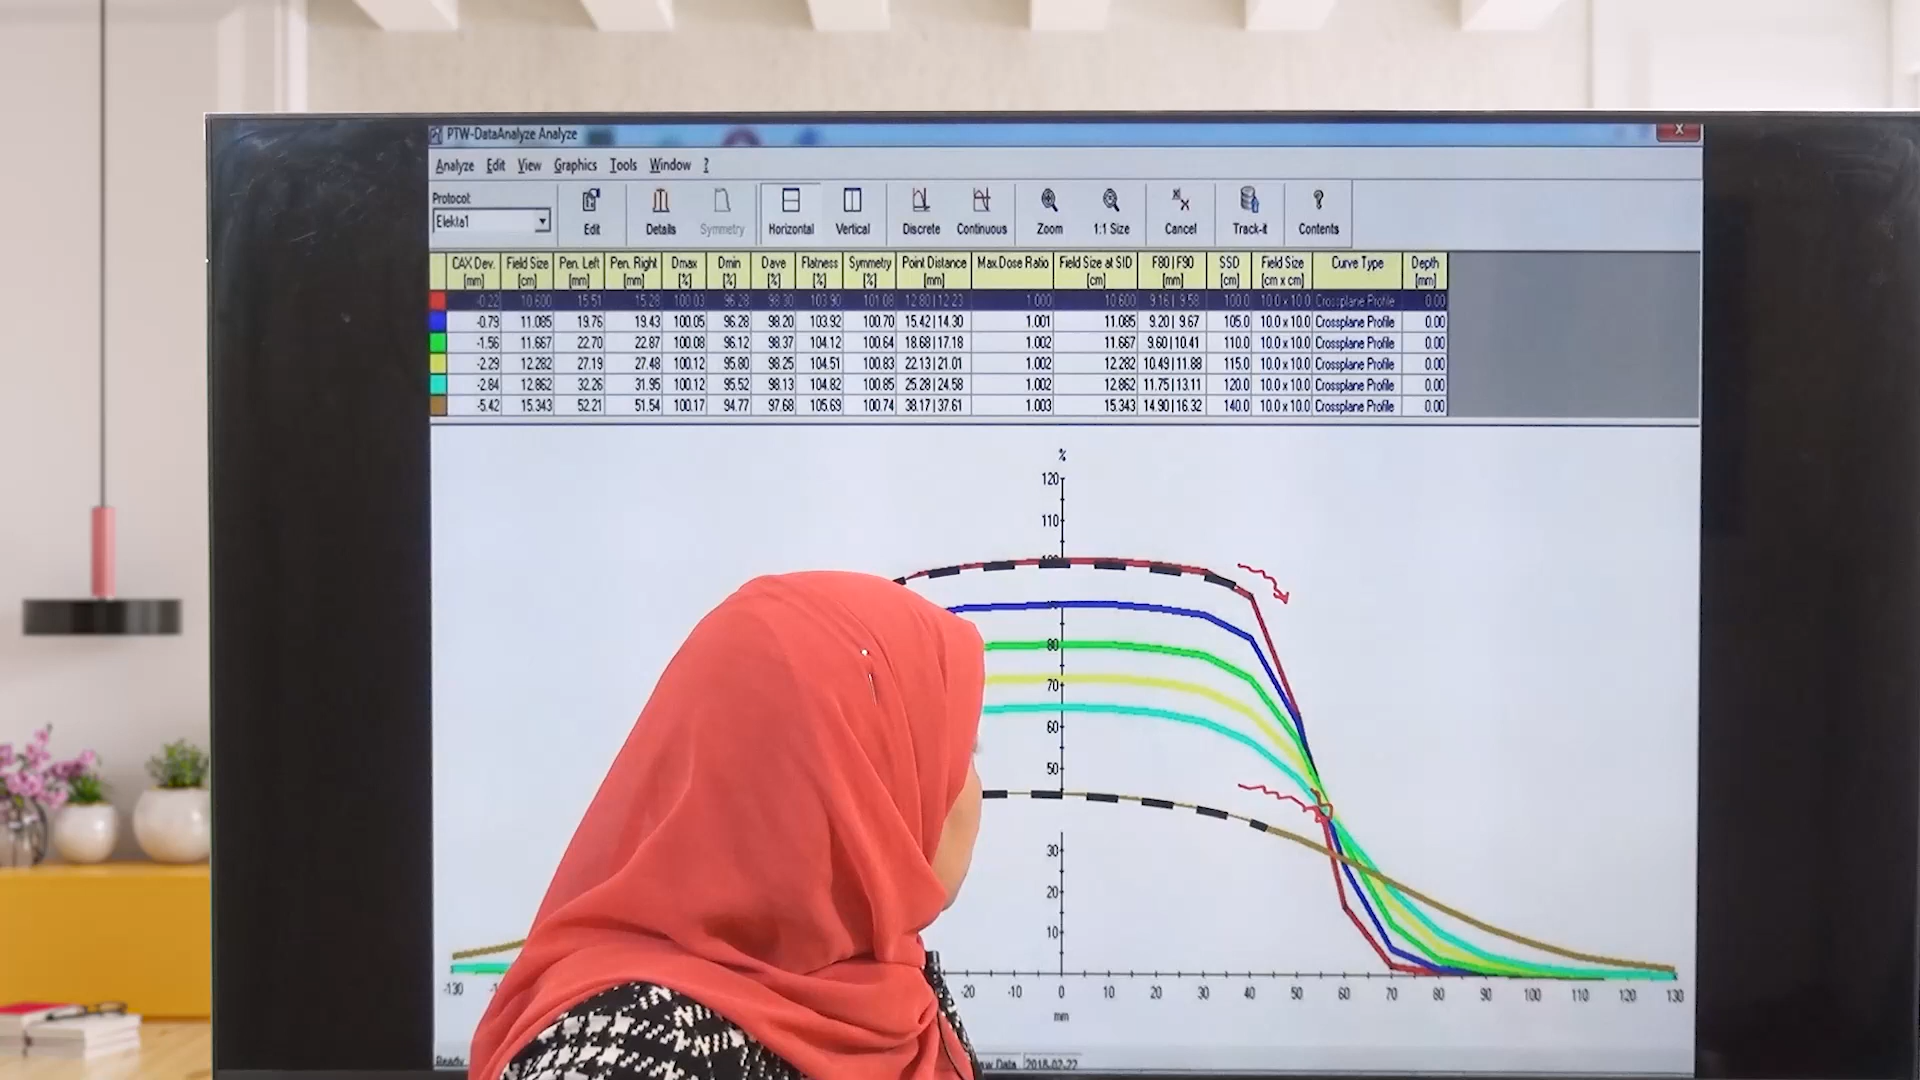 PTW-DataAnalyze Analyze
X
Analyze Edit View Graphics Tools Window ?
Protocol:
Elekta1
Edit Details Symmetry Horizontal Vertical Discrete Continuous Zoom 1:1 Size Cancel Track-it Contents
CAX Dev. [mm] Field Size [cm] Pen. Left [mm] Pen. Right [mm] Dmax [%] Dmin [%] Dave [%] Flatness [%] Symmetry [%] Point Distance [mm] Max.Dose Ratio Field Size at SID [cm] F80 | F90 [mm] SSD [cm] Field Size [cm x cm] Curve Type Depth [mm]
-0.22 10.600 15.51 15.28 100.03 96.28 98.30 103.90 101.08 12.80 | 12.23 1.000 10.600 9.16 | 9.58 100.0 10.0 x 10.0 Crossplane Profile 0.00
-0.79 11.085 19.76 19.43 100.05 96.28 98.20 103.92 100.70 15.42 | 14.30 1.001 11.085 9.20 | 9.67 105.0 10.0 x 10.0 Crossplane Profile 0.00
-1.56 11.667 22.70 22.87 100.08 96.12 98.37 104.12 100.64 18.68 | 17.18 1.002 11.667 9.60 | 10.41 110.0 10.0 x 10.0 Crossplane Profile 0.00
-2.29 12.282 27.19 27.48 100.12 95.80 98.25 104.51 100.83 22.13 | 21.01 1.002 12.282 10.49 | 11.88 115.0 10.0 x 10.0 Crossplane Profile 0.00
-2.84 12.862 32.26 31.95 100.12 95.52 98.13 104.82 100.85 25.28 | 24.58 1.002 12.862 11.75 | 13.11 120.0 10.0 x 10.0 Crossplane Profile 0.00
-5.42 15.343 52.21 51.54 100.17 94.77 97.68 105.69 100.74 38.17 | 37.61 1.003 15.343 14.90 | 16.32 140.0 10.0 x 10.0 Crossplane Profile 0.00
%
120
110
100
80
70
60
50
30
20
10
-130 -20 -10 0 10 20 30 40 50 60 70 80 90 100 110 120 130
mm
Ready Data 2018-02-22